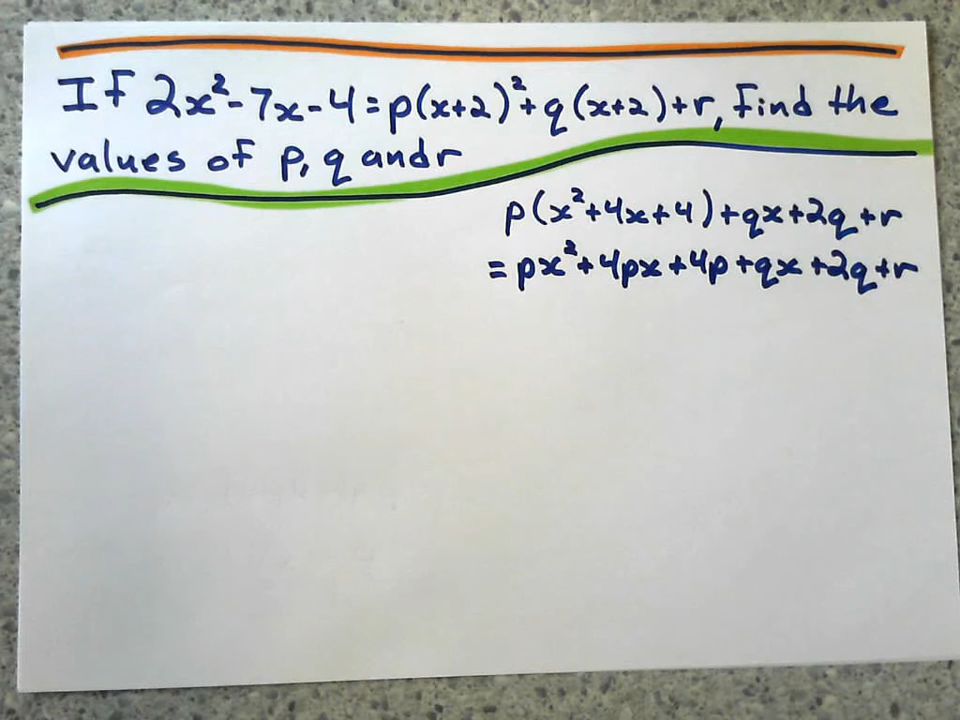 If 2x²-7x-4=p(x+2)²+q(x+2)+r, find the
values of p, q and r
p(x²+4x+4)+qx+2q+r
=px²+4px+4p+qx+2q+r